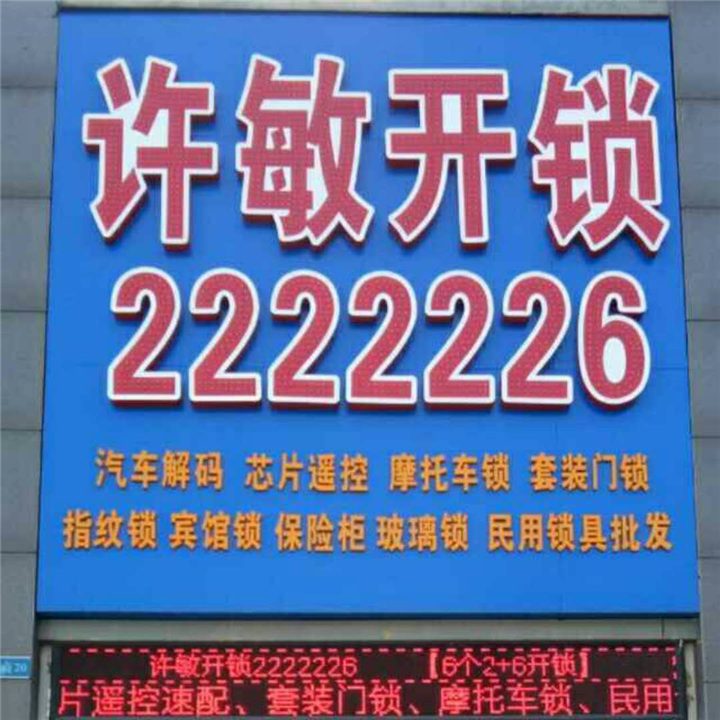 许敏开锁
2222226
汽车解码 芯片遥控 摩托车锁 套装门锁
指纹锁 宾馆锁 保险柜 玻璃锁 民用锁具批发
许敏开锁2222226 【6个2+6开锁】
片遥控速配、套装门锁、摩托车锁、民用